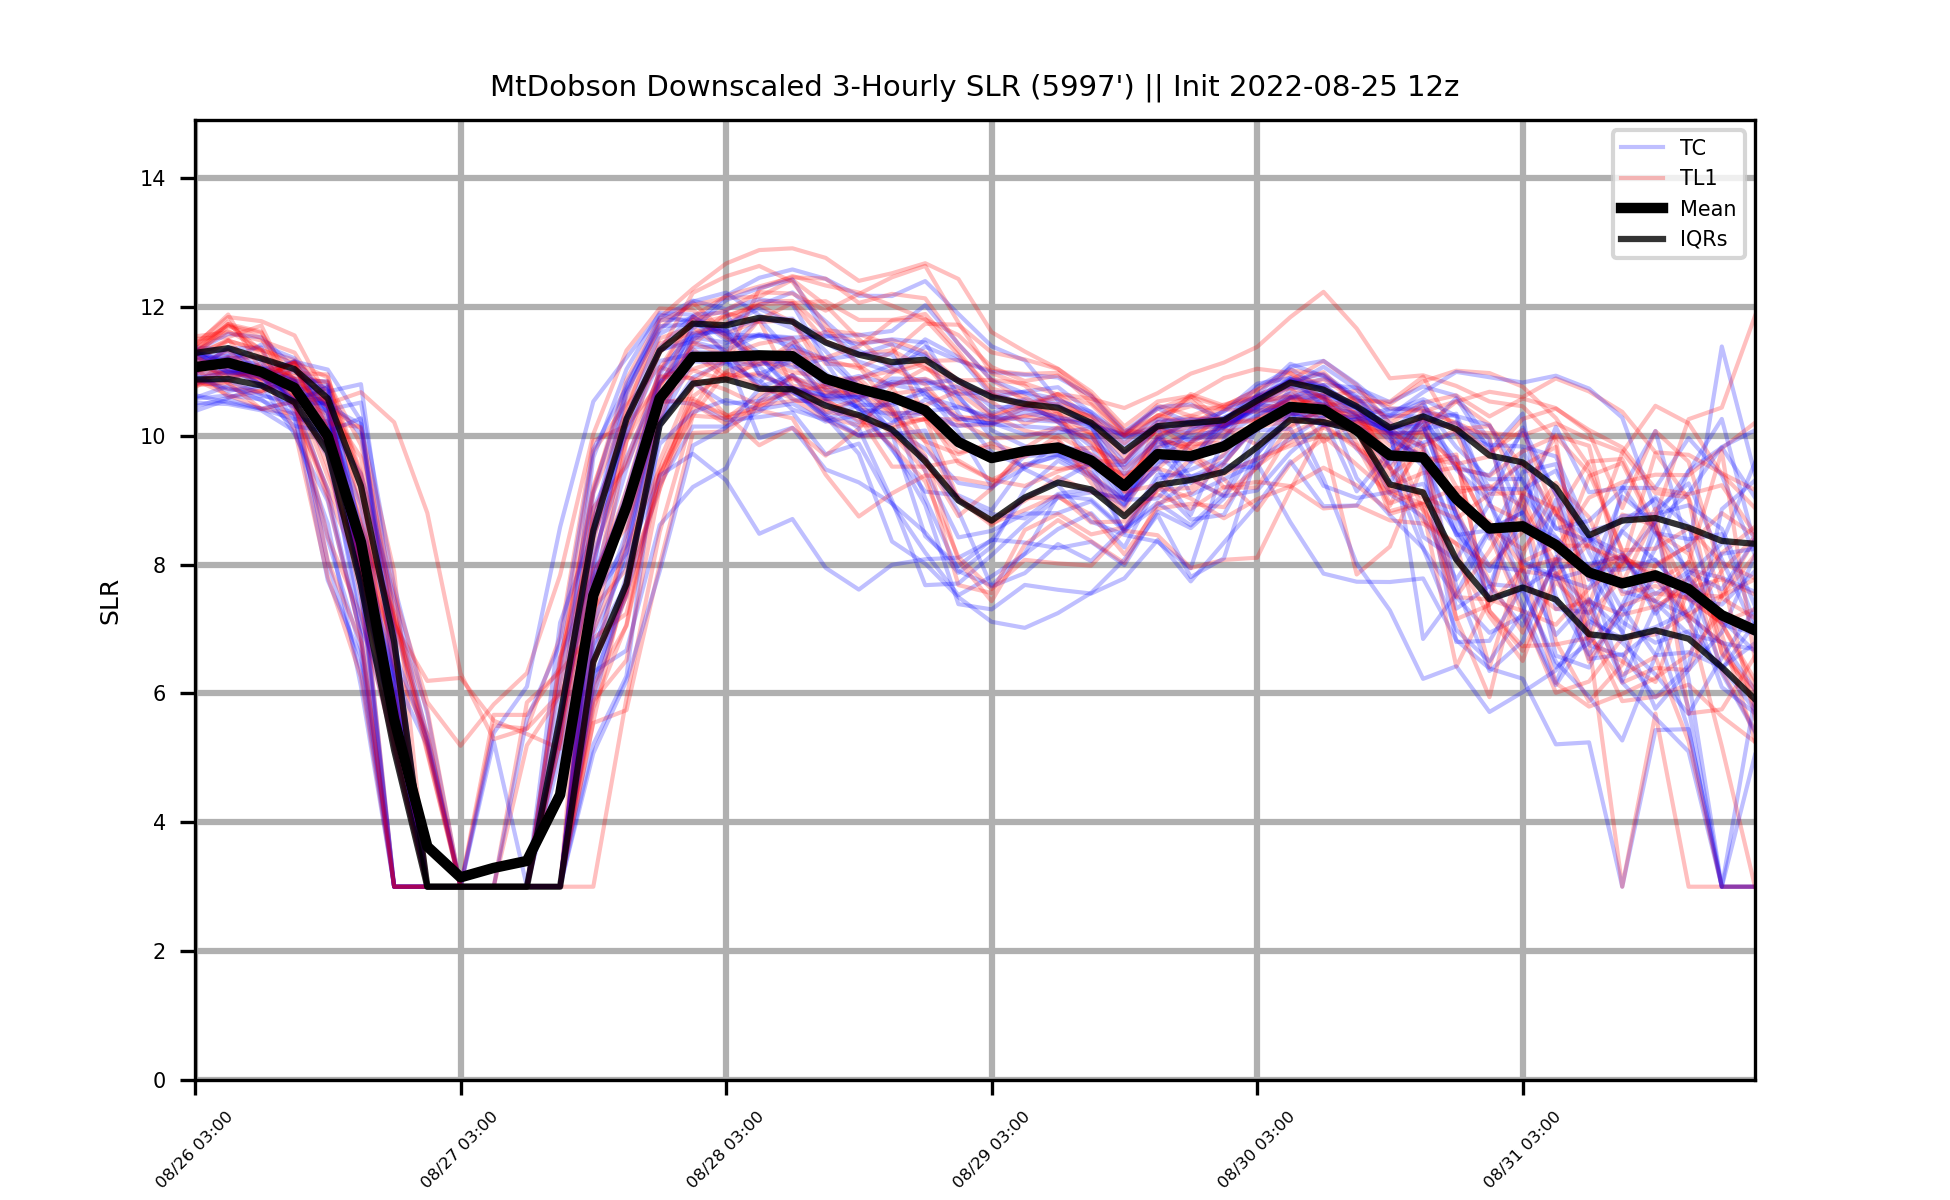 MtDobson Downscaled 3-Hourly SLR (5997') || Init 2022-08-25 12z
TC
TL1
Mean
IQRs
SLR
14
12
10
8
6
4
2
0
08/26 03:00
08/27 03:00
08/28 03:00
08/29 03:00
08/30 03:00
08/31 03:00